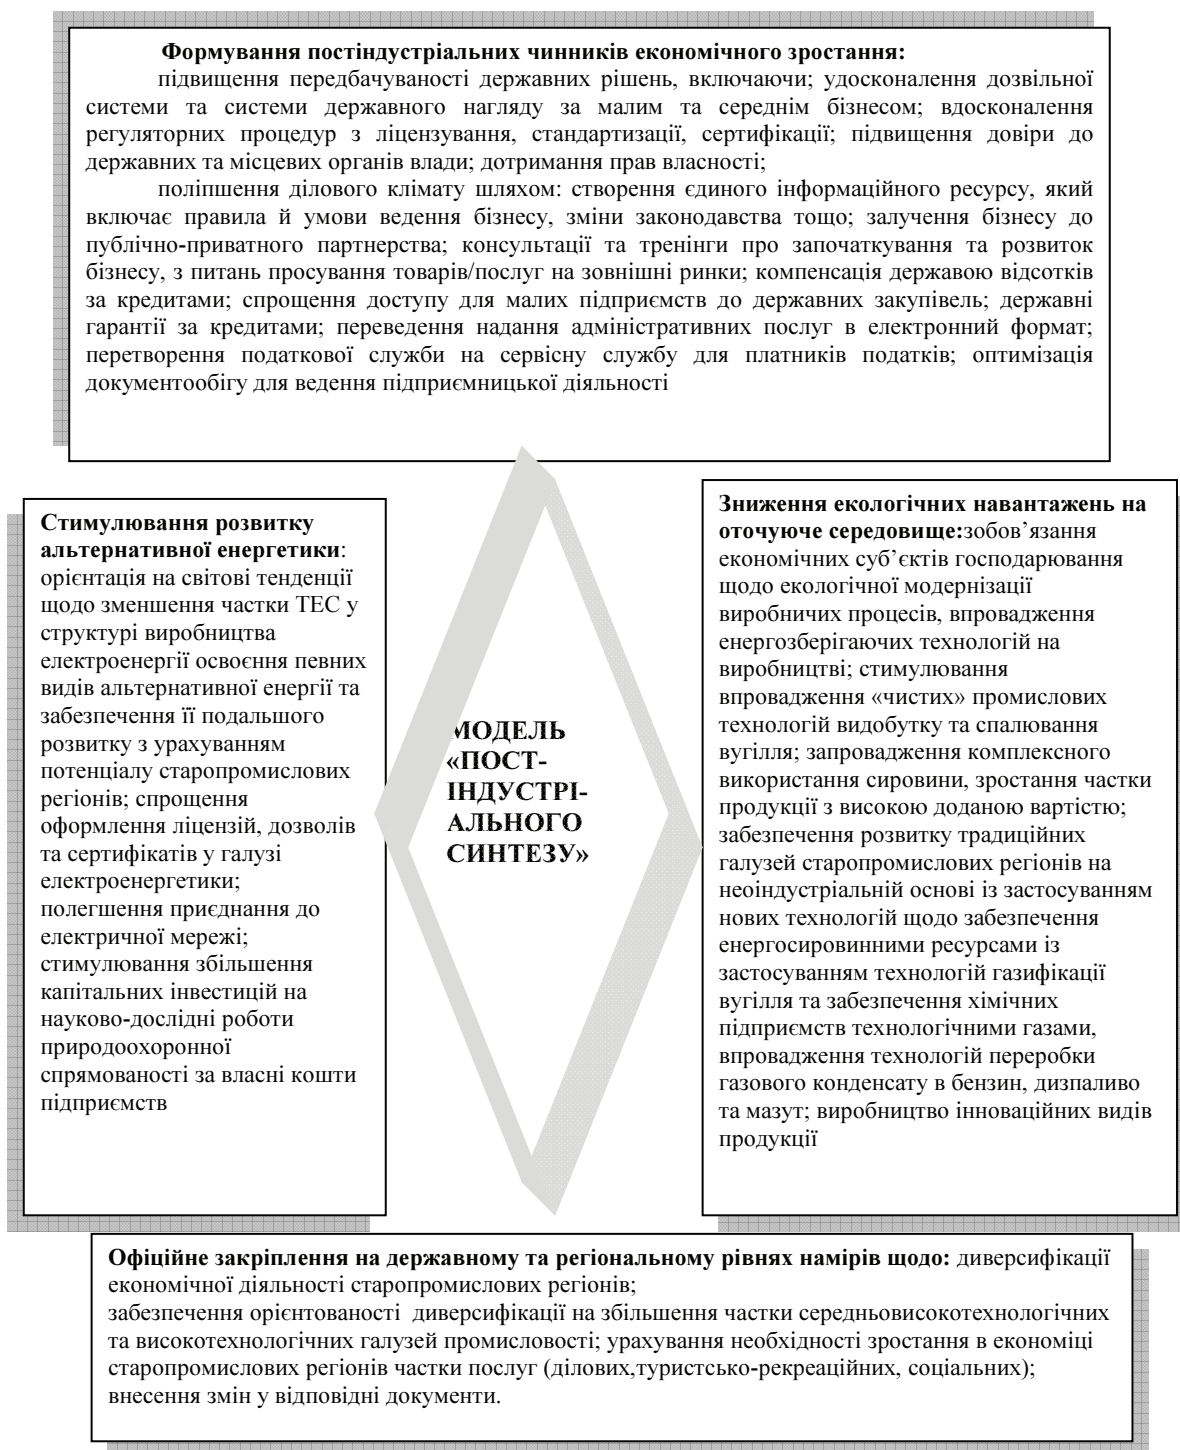 Формування постіндустріальних чинників економічного зростання:
підвищення передбачуваності державних рішень, включаючи; удосконалення дозвільної
системи та системи державного нагляду за малим та середнім бізнесом; вдосконалення
регуляторних процедур з ліцензування, стандартизації, сертифікації; підвищення довіри до
державних та місцевих органів влади; дотримання прав власності;
поліпшення ділового клімату шляхом: створення єдиного інформаційного ресурсу, який
включає правила й умови ведення бізнесу, зміни законодавства тощо; залучення бізнесу до
публічно-приватного партнерства; консультації та тренінги про започаткування та розвиток
бізнесу, з питань просування товарів/послуг на зовнішні ринки; компенсація державою відсотків
за кредитами; спрощення доступу для малих підприємств до державних закупівель; державні
гарантії за кредитами; переведення надання адміністративних послуг в електронний формат;
перетворення податкової служби на сервісну службу для платників податків; оптимізація
документообігу для ведення підприємницької діяльності
Стимулювання розвитку
альтернативної енергетики:
орієнтація на світові тенденції
щодо зменшення частки ТЕС у
структурі виробництва
електроенергії освоєння певних
видів альтернативної енергії та
забезпечення її подальшого
розвитку з урахуванням
потенціалу старопромислових
регіонів; спрощення
оформлення ліцензій, дозволів
та сертифікатів у галузі
електроенергетики;
полегшення приєднання до
електричної мережі;
стимулювання збільшення
капітальних інвестицій на
науково-дослідні роботи
природоохоронної
спрямованості за власні кошти
підприємств
МОДЕЛЬ
«ПОСТ-
ІНДУСТРІ-
АЛЬНОГО
СИНТЕЗУ»
Зниження екологічних навантажень на
оточуюче середовище:зобов’язання
економічних суб’єктів господарювання
щодо екологічної модернізації
виробничих процесів, впровадження
енергозберігаючих технологій на
виробництві; стимулювання
впровадження «чистих» промислових
технологій видобутку та спалювання
вугілля; запровадження комплексного
використання сировини, зростання частки
продукції з високою доданою вартістю;
забезпечення розвитку традиційних
галузей старопромислових регіонів на
неоіндустріальній основі із застосуванням
нових технологій щодо забезпечення
енергосировинними ресурсами із
застосуванням технологій газифікації
вугілля та забезпечення хімічних
підприємств технологічними газами,
впровадження технологій переробки
газового конденсату в бензин, дизпаливо
та мазут; виробництво інноваційних видів
продукції
Офіційне закріплення на державному та регіональному рівнях намірів щодо: диверсифікації
економічної діяльності старопромислових регіонів;
забезпечення орієнтованості диверсифікації на збільшення частки середньовисокотехнологічних
та високотехнологічних галузей промисловості; урахування необхідності зростання в економіці
старопромислових регіонів частки послуг (ділових,туристсько-рекреаційних, соціальних);
внесення змін у відповідні документи.